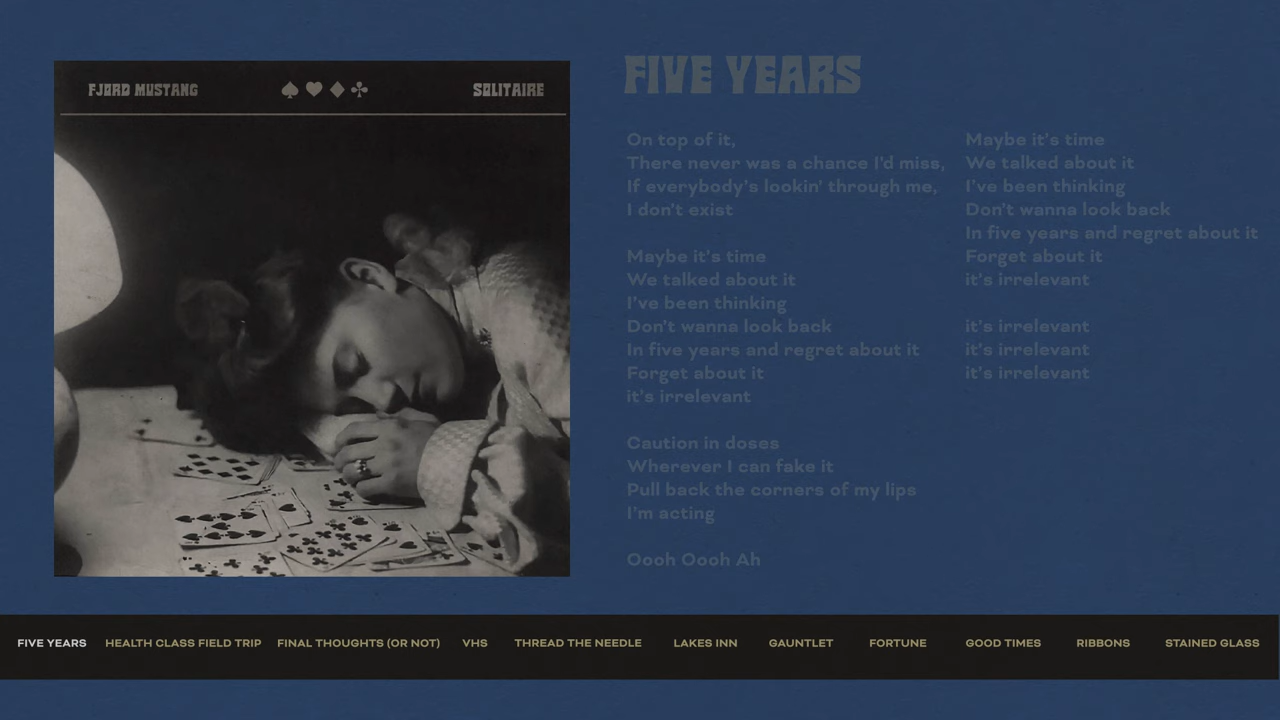 FJORD MUSTANG
SOLITAIRE
FIVE YEARS
On top of it,
There never was a chance I'd miss,
If everybody's lookin' through me,
I don't exist
Maybe it's time
We talked about it
I've been thinking
Don't wanna look back
In five years and regret about it
Forget about it
it's irrelevant
Caution in doses
Wherever I can fake it
Pull back the corners of my lips
I'm acting
Oooh Oooh Ah
Maybe it's time
We talked about it
I've been thinking
Don't wanna look back
In five years and regret about it
Forget about it
it's irrelevant
it's irrelevant
it's irrelevant
it's irrelevant
FIVE YEARS
HEALTH CLASS FIELD TRIP
FINAL THOUGHTS (OR NOT)
VHS
THREAD THE NEEDLE
LAKES INN
GAUNTLET
FORTUNE
GOOD TIMES
RIBBONS
STAINED GLASS